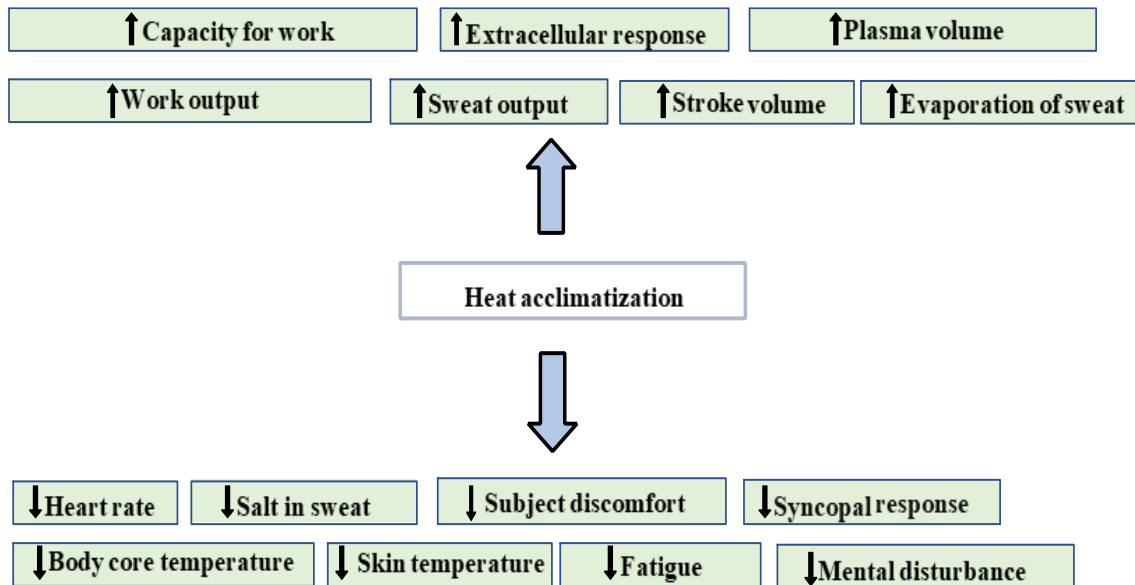 ↑ Capacity for work
↑ Extracellular response
↑ Plasma volume
↑ Work output
↑ Sweat output
↑ Stroke volume
↑ Evaporation of sweat
Heat acclimatization
↓ Heart rate
↓ Salt in sweat
↓ Subject discomfort
↓ Syncopal response
↓ Body core temperature
↓ Skin temperature
↓ Fatigue
↓ Mental disturbance